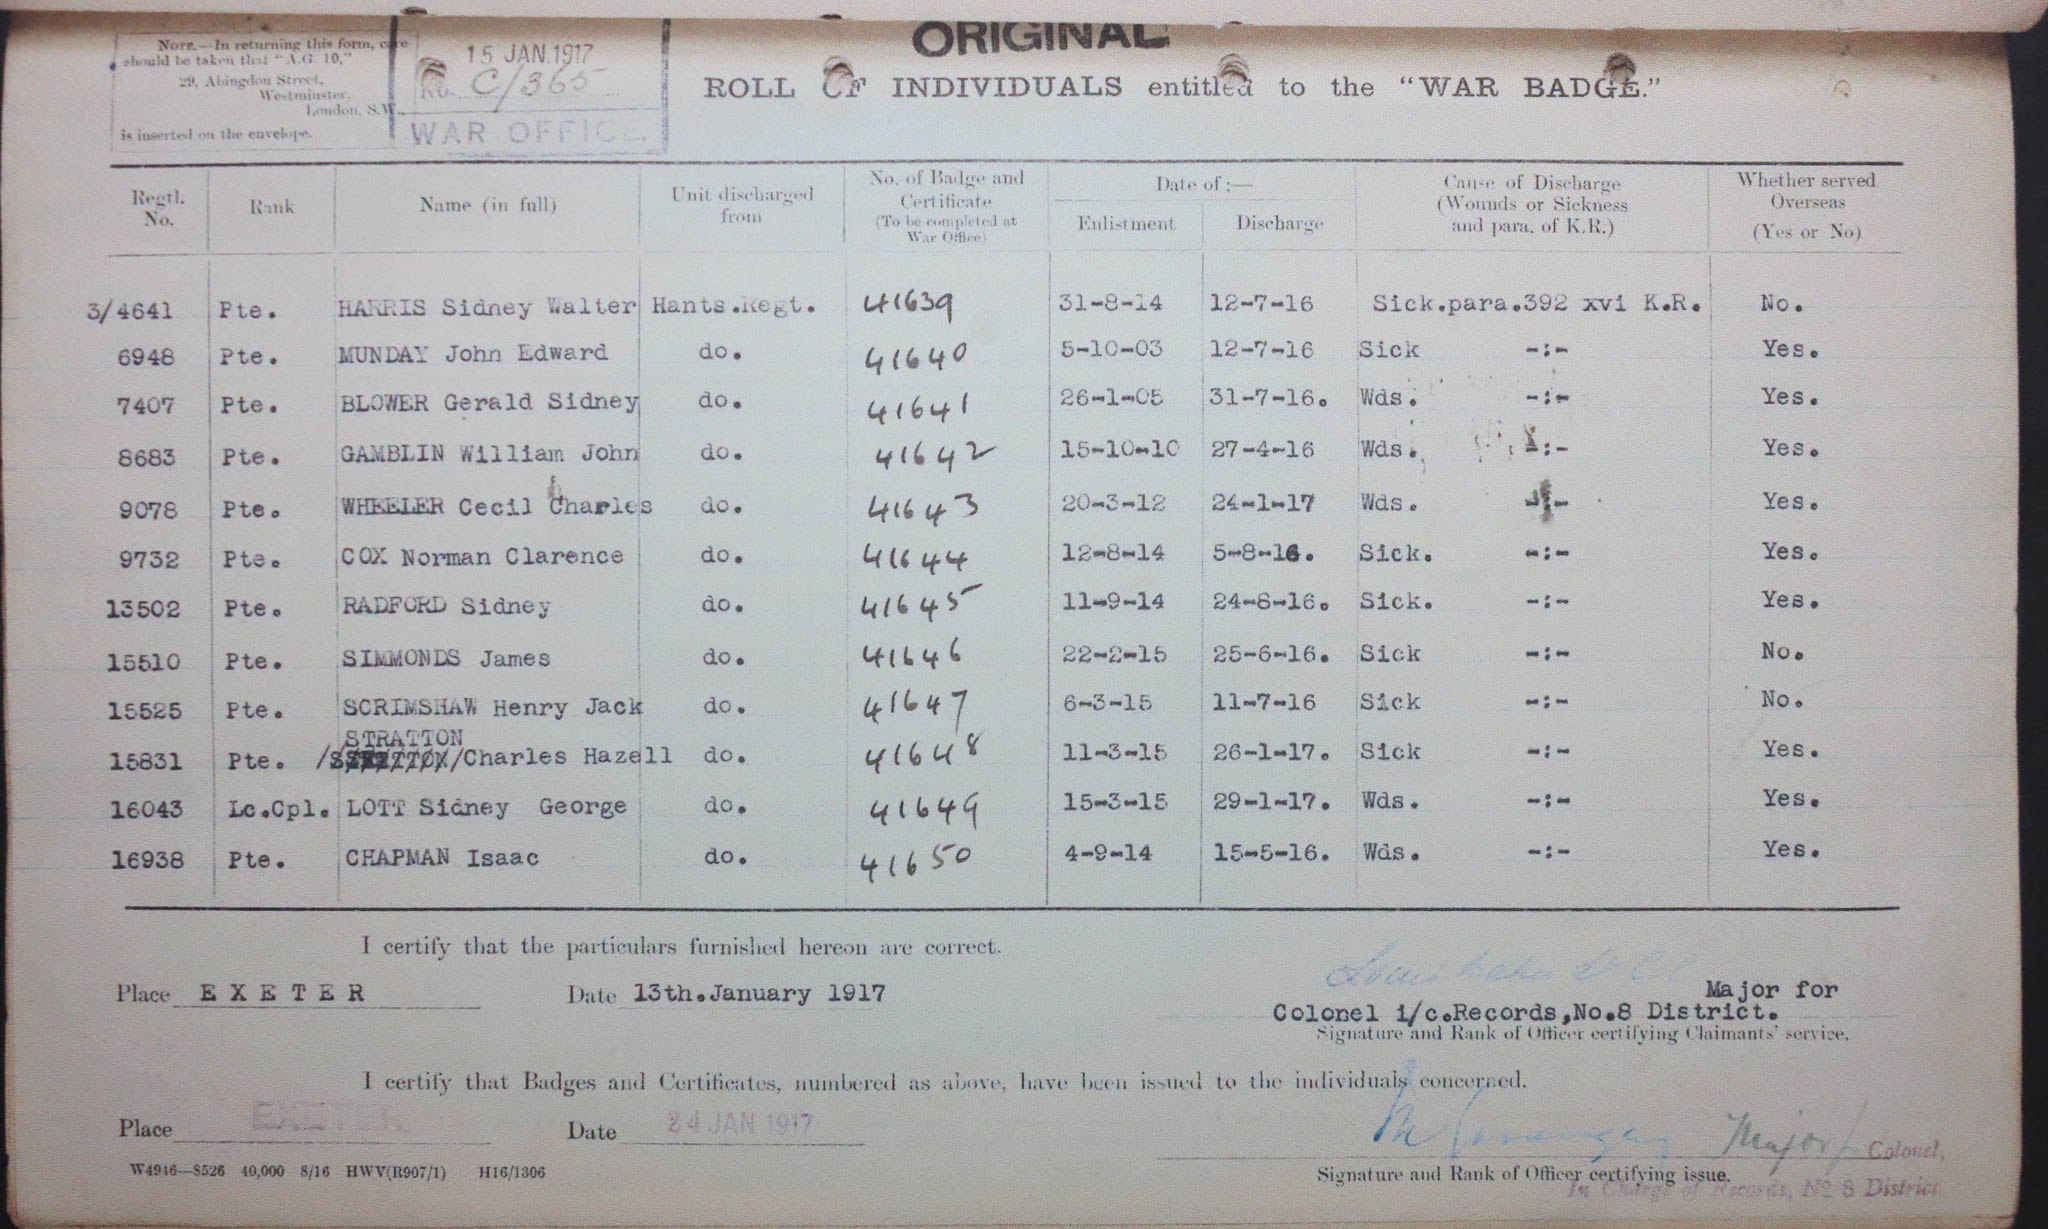 ORIGINAL
NOTE.—In returning this form, care
should be taken that "A.G. 10,"
29, Abingdon Street,
Westminster,
London, S.W.
is inserted on the envelope.
15 JAN.1917
No. C/365
WAR OFFICE
ROLL OF INDIVIDUALS entitled to the "WAR BADGE."
Regtl. No. | Rank | Name (in full) | Unit discharged from | No. of Badge and Certificate (To be completed at War Office) | Date of :— Enlistment | Discharge | Cause of Discharge (Wounds or Sickness and para. of K.R.) | Whether served Overseas (Yes or No)
3/4641 Pte. HARRIS Sidney Walter Hants.Regt. 41639 31-8-14 12-7-16 Sick.para.392 xvi K.R. No.
6948 Pte. MUNDAY John Edward do. 41640 5-10-03 12-7-16 Sick -:- Yes.
7407 Pte. BLOWER Gerald Sidney do. 41641 26-1-05 31-7-16. Wds. -:- Yes.
8683 Pte. GAMBLIN William John do. 41642 15-10-10 27-4-16 Wds. -:- Yes.
9078 Pte. WHEELER Cecil Charles do. 41643 20-3-12 24-1-17 Wds. -:- Yes.
9732 Pte. COX Norman Clarence do. 41644 12-8-14 5-8-16. Sick. -:- Yes.
13502 Pte. RADFORD Sidney do. 41645 11-9-14 24-8-16. Sick. -:- Yes.
15510 Pte. SIMMONDS James do. 41646 22-2-15 25-6-16. Sick -:- No.
15525 Pte. SCRIMSHAW Henry Jack do. 41647 6-3-15 11-7-16 Sick -:- No.
STRATTON
15831 Pte. Charles Hazell do. 41648 11-3-15 26-1-17. Sick -:- Yes.
16043 Lc.Cpl. LOTT Sidney George do. 41649 15-3-15 29-1-17. Wds. -:- Yes.
16938 Pte. CHAPMAN Isaac do. 41650 4-9-14 15-5-16. Wds. -:- Yes.
I certify that the particulars furnished hereon are correct.
Place EXETER Date 13th.January 1917
Major for
Colonel i/c.Records,No.8 District.
Signature and Rank of Officer certifying Claimants' service.
I certify that Badges and Certificates, numbered as above, have been issued to the individuals concerned.
Place EXETER Date 24 JAN 1917
Major Colonel,
Signature and Rank of Officer certifying issue.
In Charge of Records, No 8 District
W4946—8526 40,000 8/16 HWV(R907/1) H16/1306